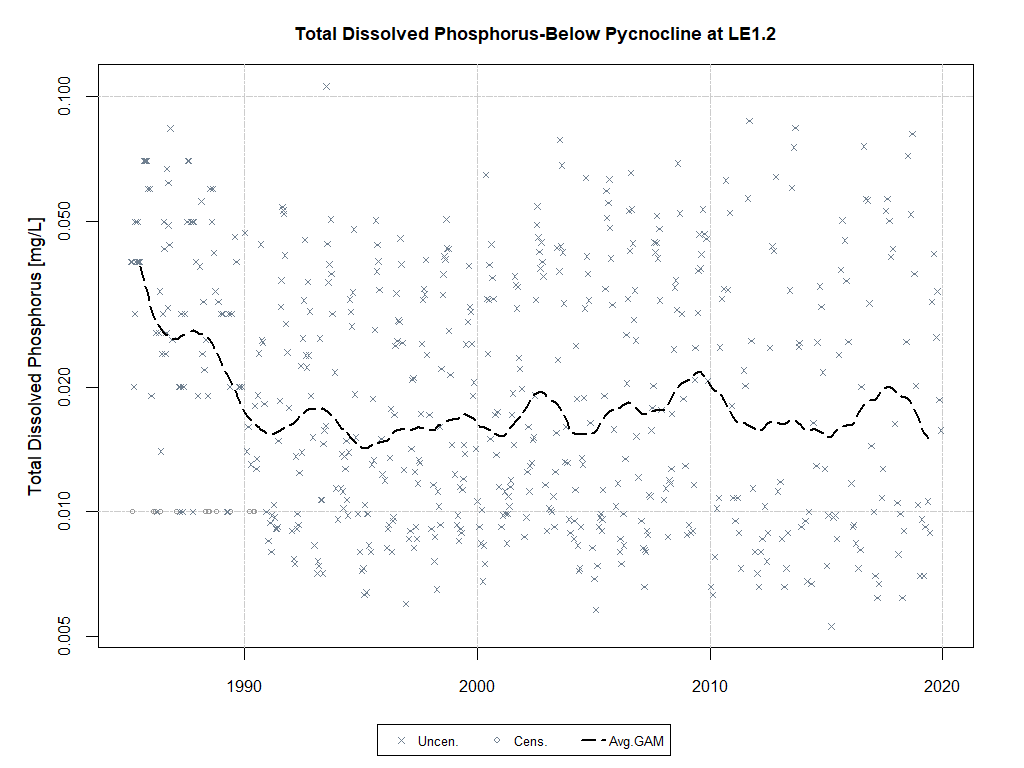 Total Dissolved Phosphorus-Below Pycnocline at LE1.2
Total Dissolved Phosphorus [mg/L]
0.100
0.050
0.020
0.010
0.005
1990 2000 2010 2020
Uncen. Cens. Avg.GAM